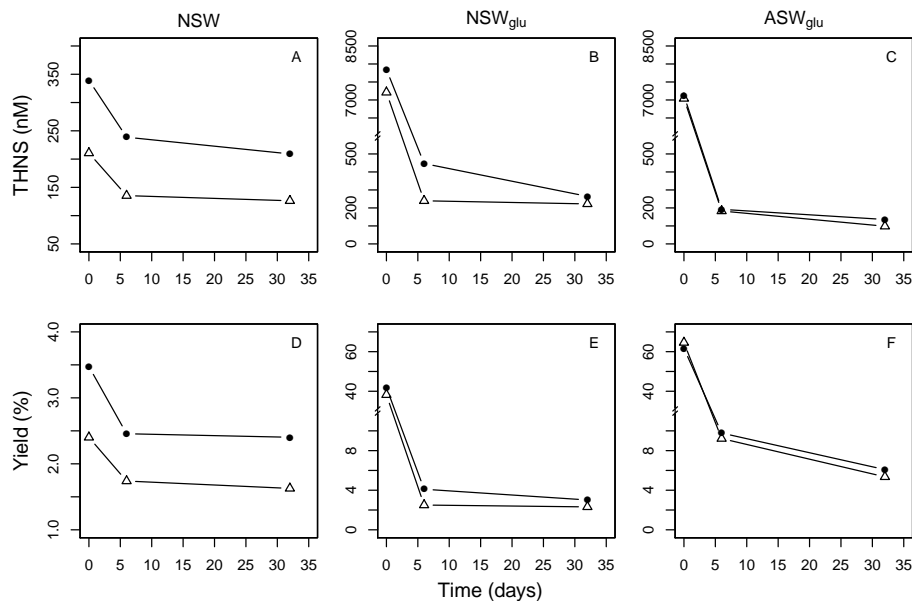 NSW NSWglu ASWglu
THNS (nM)
A B C
350 8500 8500
250 7000 7000
150 500 500
50 200 200
0 0
0 5 10 15 20 25 30 35 0 5 10 15 20 25 30 35 0 5 10 15 20 25 30 35
Yield (%)
D E F
4.0 60 60
3.0 40 40
2.0 8 8
1.0 4 4
0 0
0 5 10 15 20 25 30 35 0 5 10 15 20 25 30 35 0 5 10 15 20 25 30 35
Time (days)